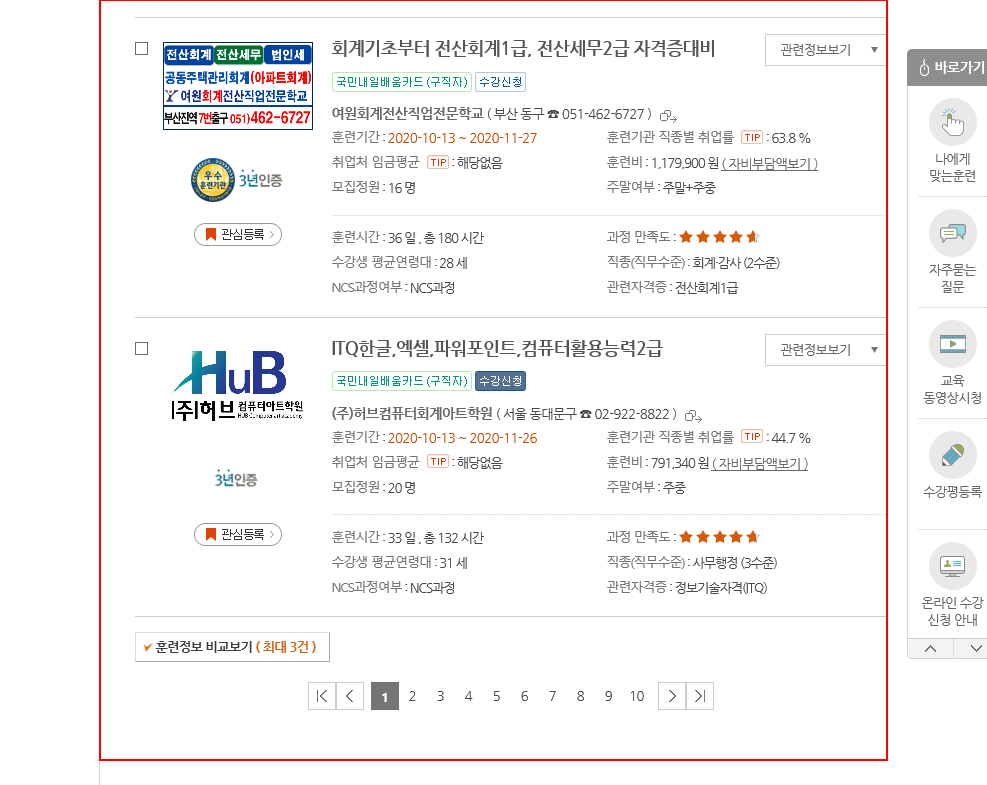 회계기초부터 전산회계1급, 전산세무2급 자격증대비
관련정보보기 ▼
전산회계 전산세무 법인세
공동주택관리회계(아파트회계)
여원회계전산직업전문학교
부산진역 7번출구 051)462-6727
국민내일배움카드 (구직자) 수강신청
여원회계전산직업전문학교 ( 부산 동구 ☎ 051-462-6727 )
훈련기간 : 2020-10-13 ~ 2020-11-27
훈련기관 직종별 취업률 TIP : 63.8 %
취업처 임금평균 TIP : 해당없음
훈련비 : 1,179,900 원 ( 자비부담액보기 )
모집정원 : 16 명
주말여부 : 주말+주중
우수
훈련기관
3년인증
관심등록 >
훈련시간 : 36 일 , 총 180 시간
과정 만족도 : ★★★★★
수강생 평균연령대 : 28 세
직종(직무수준) : 회계·감사 (2수준)
NCS과정여부 : NCS과정
관련자격증 : 전산회계1급
ITQ한글,엑셀,파워포인트,컴퓨터활용능력2급
관련정보보기 ▼
HuB
(주)허브 컴퓨터아트학원
HUB Computer art academy
국민내일배움카드 (구직자) 수강신청
(주)허브컴퓨터회계아트학원 ( 서울 동대문구 ☎ 02-922-8822 )
훈련기간 : 2020-10-13 ~ 2020-11-26
훈련기관 직종별 취업률 TIP : 44.7 %
취업처 임금평균 TIP : 해당없음
훈련비 : 791,340 원 ( 자비부담액보기 )
모집정원 : 20 명
주말여부 : 주중
3년인증
관심등록 >
훈련시간 : 33 일 , 총 132 시간
과정 만족도 : ★★★★★
수강생 평균연령대 : 31 세
직종(직무수준) : 사무행정 (3수준)
NCS과정여부 : NCS과정
관련자격증 : 정보기술자격(ITQ)
훈련정보 비교보기 ( 최대 3건 )
1 2 3 4 5 6 7 8 9 10
바로가기
나에게
맞는훈련
자주묻는
질문
교육
동영상시청
수강평등록
온라인 수강
신청 안내